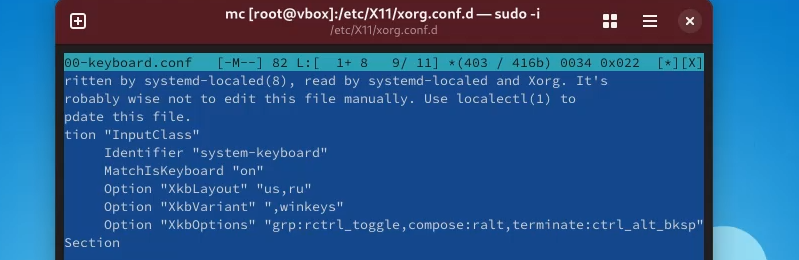 mc [root@vbox]:/etc/X11/xorg.conf.d — sudo -i
/etc/X11/xorg.conf.d
00-keyboard.conf   [-M--] 82 L:[  1+ 8   9/ 11] *(403 / 416b) 0034 0x022  [*][X]
ritten by systemd-localed(8), read by systemd-localed and Xorg. It's
robably wise not to edit this file manually. Use localectl(1) to
pdate this file.
tion "InputClass"
Identifier "system-keyboard"
MatchIsKeyboard "on"
Option "XkbLayout" "us,ru"
Option "XkbVariant" ",winkeys"
Option "XkbOptions" "grp:rctrl_toggle,compose:ralt,terminate:ctrl_alt_bksp"
Section